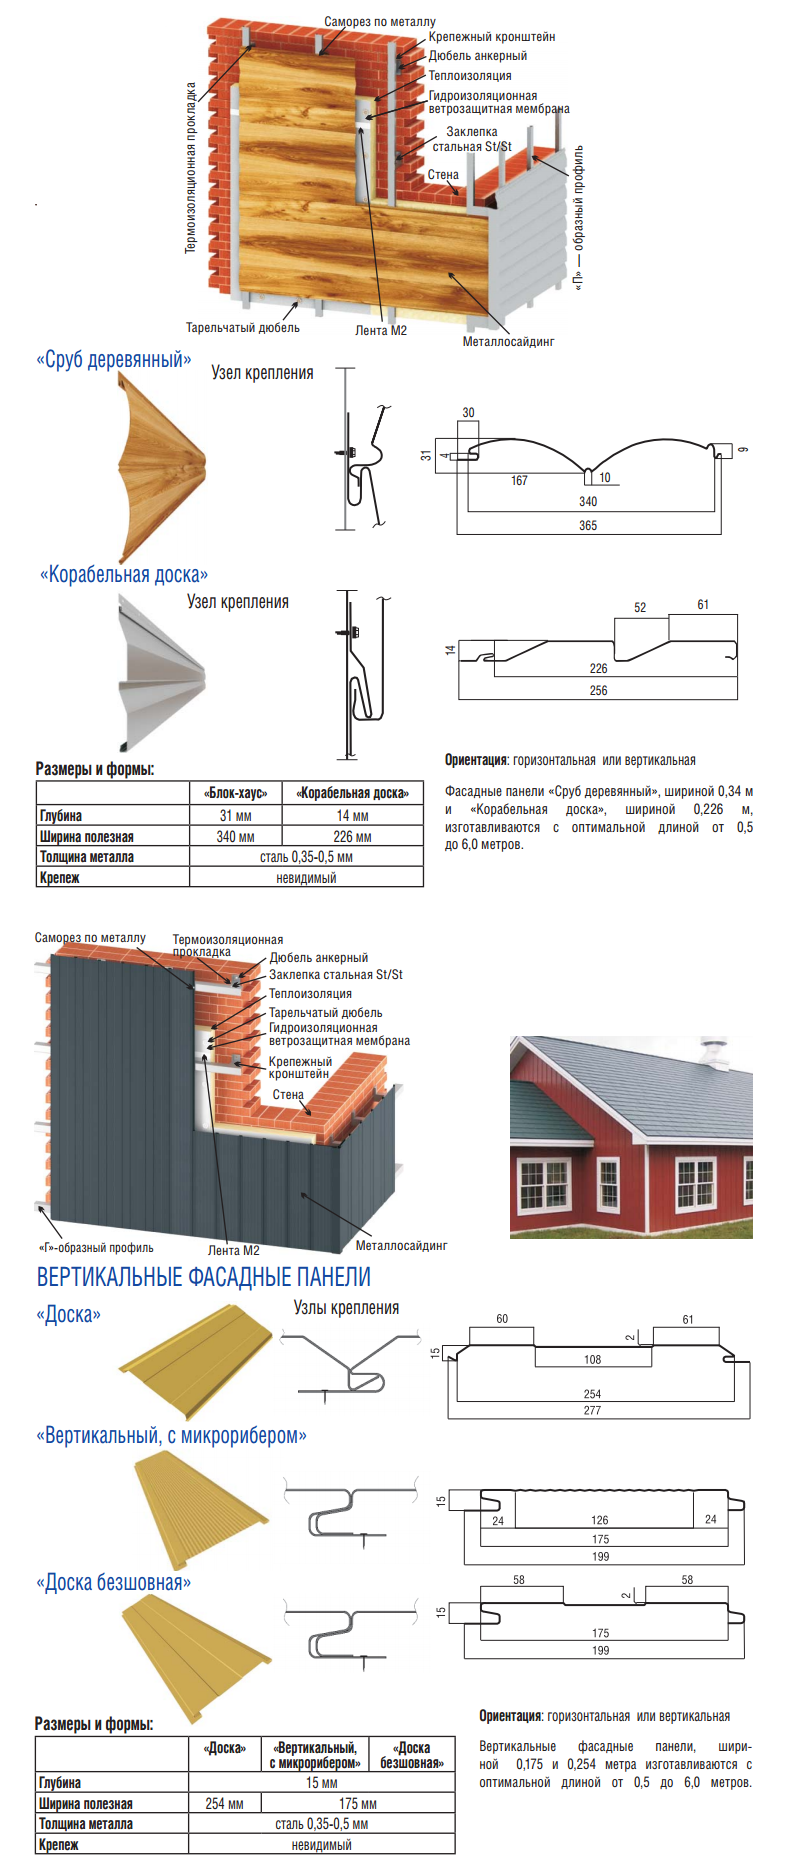 Саморез по металлу
Крепежный кронштейн
Дюбель анкерный
Теплоизоляция
Гидроизоляционная
ветрозащитная мембрана
Заклепка
стальная St/St
Стена
Термоизоляционная прокладка
«П» — образный профиль
Тарельчатый дюбель
Лента М2
Металлосайдинг
«Сруб деревянный»
Узел крепления
30
31
4
9
167
10
340
365
«Корабельная доска»
Узел крепления
52
61
14
226
256
Размеры и формы:
«Блок-хаус» «Корабельная доска»
Глубина 31 мм 14 мм
Ширина полезная 340 мм 226 мм
Толщина металла сталь 0,35-0,5 мм
Крепеж невидимый
Ориентация: горизонтальная или вертикальная
Фасадные панели «Сруб деревянный», шириной 0,34 м
и «Корабельная доска», шириной 0,226 м,
изготавливаются с оптимальной длиной от 0,5
до 6,0 метров.
Саморез по металлу
Термоизоляционная
прокладка
Дюбель анкерный
Заклепка стальная St/St
Теплоизоляция
Тарельчатый дюбель
Гидроизоляционная
ветрозащитная мембрана
Крепежный
кронштейн
Стена
«Г»-образный профиль
Лента М2
Металлосайдинг
ВЕРТИКАЛЬНЫЕ ФАСАДНЫЕ ПАНЕЛИ
«Доска»
Узлы крепления
60
2
61
15
108
254
277
«Вертикальный, с микрорибером»
15
24
126
24
175
199
«Доска безшовная»
58
2
58
15
175
199
Размеры и формы:
«Доска» «Вертикальный, «Доска
с микрорибером» безшовная»
Глубина 15 мм
Ширина полезная 254 мм 175 мм
Толщина металла сталь 0,35-0,5 мм
Крепеж невидимый
Ориентация: горизонтальная или вертикальная
Вертикальные фасадные панели, шири-
ной 0,175 и 0,254 метра изготавливаются с
оптимальной длиной от 0,5 до 6,0 метров.